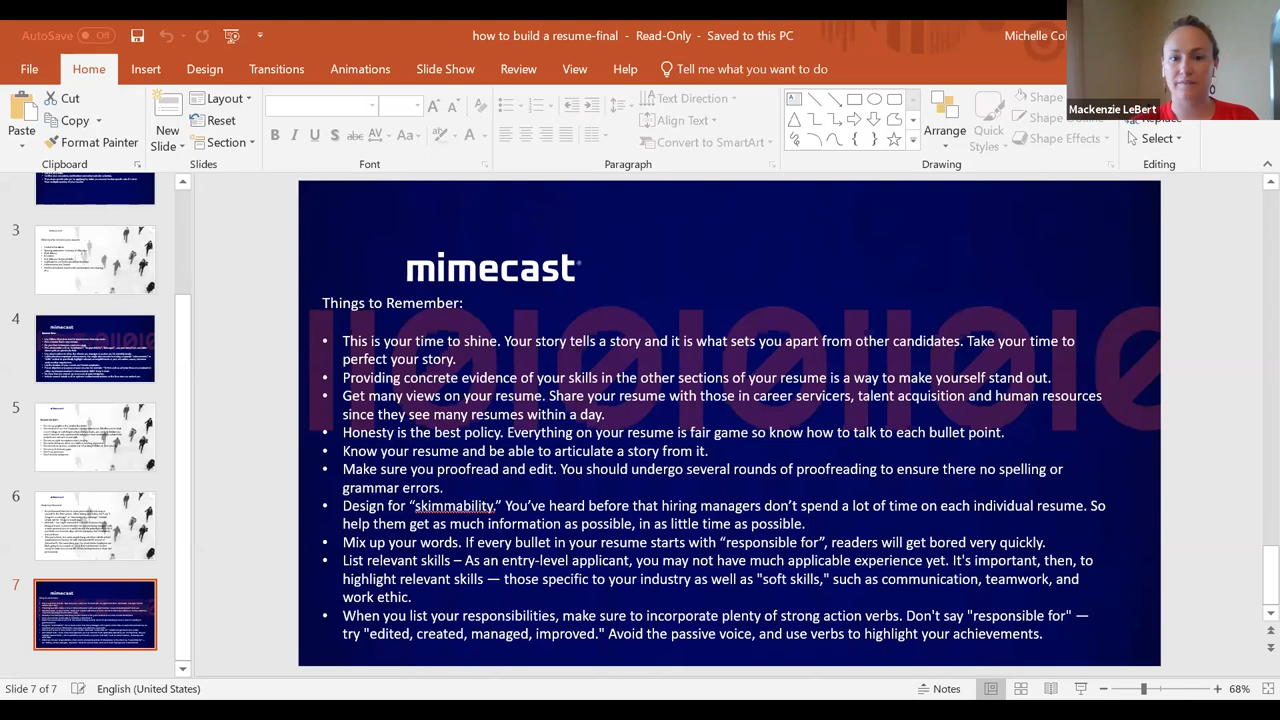 AutoSave
Off
how to build a resume-final - Read-Only - Saved to this PC
Michelle
Mackenzie LeBert
File
Home
Insert
Design
Transitions
Animations
Slide Show
Review
View
Help
Tell me what you want to do
Paste
Cut
Copy
Format Painter
Clipboard
New
Slide
Layout
Reset
Section
Slides
B I U S abc AV Aa A
Font
Text Direction
Align Text
Convert to SmartArt
Paragraph
Arrange
Quick
Styles
Shape
Shape
Shape Effects
Drawing
Replace
Select
Editing
3
4
mimecast
5
6
7
mimecast
Things to Remember:
This is your time to shine. Your story tells a story and it is what sets you apart from other candidates. Take your time to
perfect your story.
Providing concrete evidence of your skills in the other sections of your resume is a way to make yourself stand out.
• Get many views on your resume. Share your resume with those in career servicers, talent acquisition and human resources
since they see many resumes within a day.
Honesty is the best policy. Everything on your resume is fair game. Know how to talk to each bullet point.
• Know your resume and be able to articulate a story from it.
• Make sure you proofread and edit. You should undergo several rounds of proofreading to ensure there no spelling or
grammar errors.
• Design for “skimmability” You’ve heard before that hiring managers don’t spend a lot of time on each individual resume. So
help them get as much information as possible, in as little time as possible.
• Mix up your words. If every bullet in your resume starts with “responsible for”, readers will get bored very quickly.
• List relevant skills – As an entry-level applicant, you may not have much applicable experience yet. It's important, then, to
highlight relevant skills — those specific to your industry as well as "soft skills," such as communication, teamwork, and
work ethic.
When you list your responsibilities, make sure to incorporate plenty of strong action verbs. Don't use "responsible for" —
use "edited, created, managed, improved." Avoid the passive voice and make sure to highlight your achievements.
Slide 7 of 7
English (United States)
Notes
68%